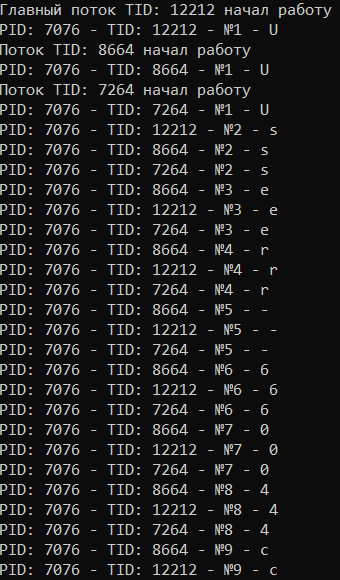 Главный поток TID: 12212 начал работу
PID: 7076 - TID: 12212 - №1 - U
Поток TID: 8664 начал работу
PID: 7076 - TID: 8664 - №1 - U
Поток TID: 7264 начал работу
PID: 7076 - TID: 7264 - №1 - U
PID: 7076 - TID: 12212 - №2 - s
PID: 7076 - TID: 8664 - №2 - s
PID: 7076 - TID: 7264 - №2 - s
PID: 7076 - TID: 8664 - №3 - e
PID: 7076 - TID: 12212 - №3 - e
PID: 7076 - TID: 7264 - №3 - e
PID: 7076 - TID: 8664 - №4 - r
PID: 7076 - TID: 12212 - №4 - r
PID: 7076 - TID: 7264 - №4 - r
PID: 7076 - TID: 8664 - №5 - -
PID: 7076 - TID: 12212 - №5 - -
PID: 7076 - TID: 7264 - №5 - -
PID: 7076 - TID: 8664 - №6 - 6
PID: 7076 - TID: 12212 - №6 - 6
PID: 7076 - TID: 7264 - №6 - 6
PID: 7076 - TID: 8664 - №7 - 0
PID: 7076 - TID: 12212 - №7 - 0
PID: 7076 - TID: 7264 - №7 - 0
PID: 7076 - TID: 8664 - №8 - 4
PID: 7076 - TID: 12212 - №8 - 4
PID: 7076 - TID: 7264 - №8 - 4
PID: 7076 - TID: 8664 - №9 - c
PID: 7076 - TID: 12212 - №9 - c